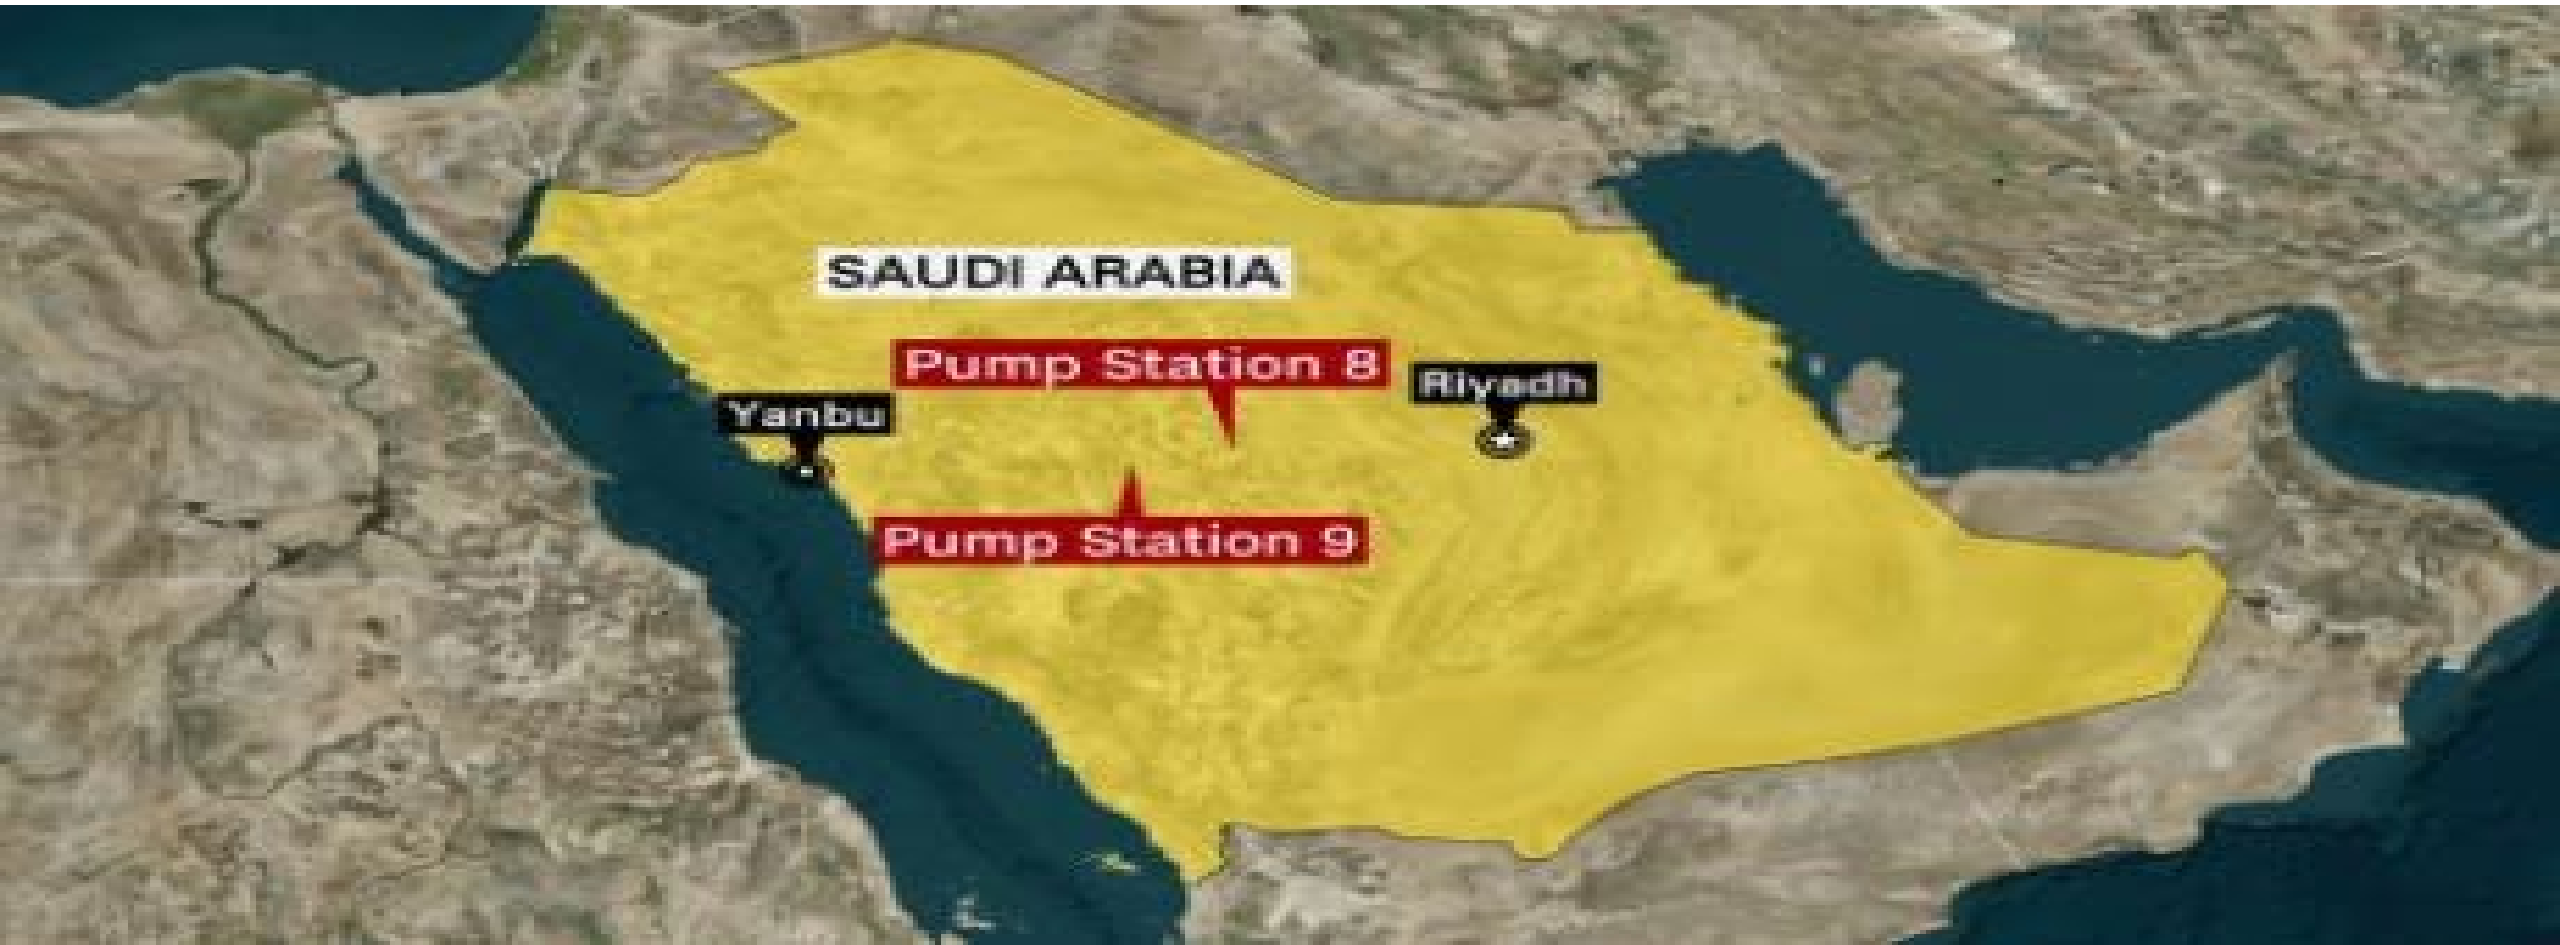 SAUDI ARABIA
Pump Station 8
Riyadh
Yanbu
Pump Station 9